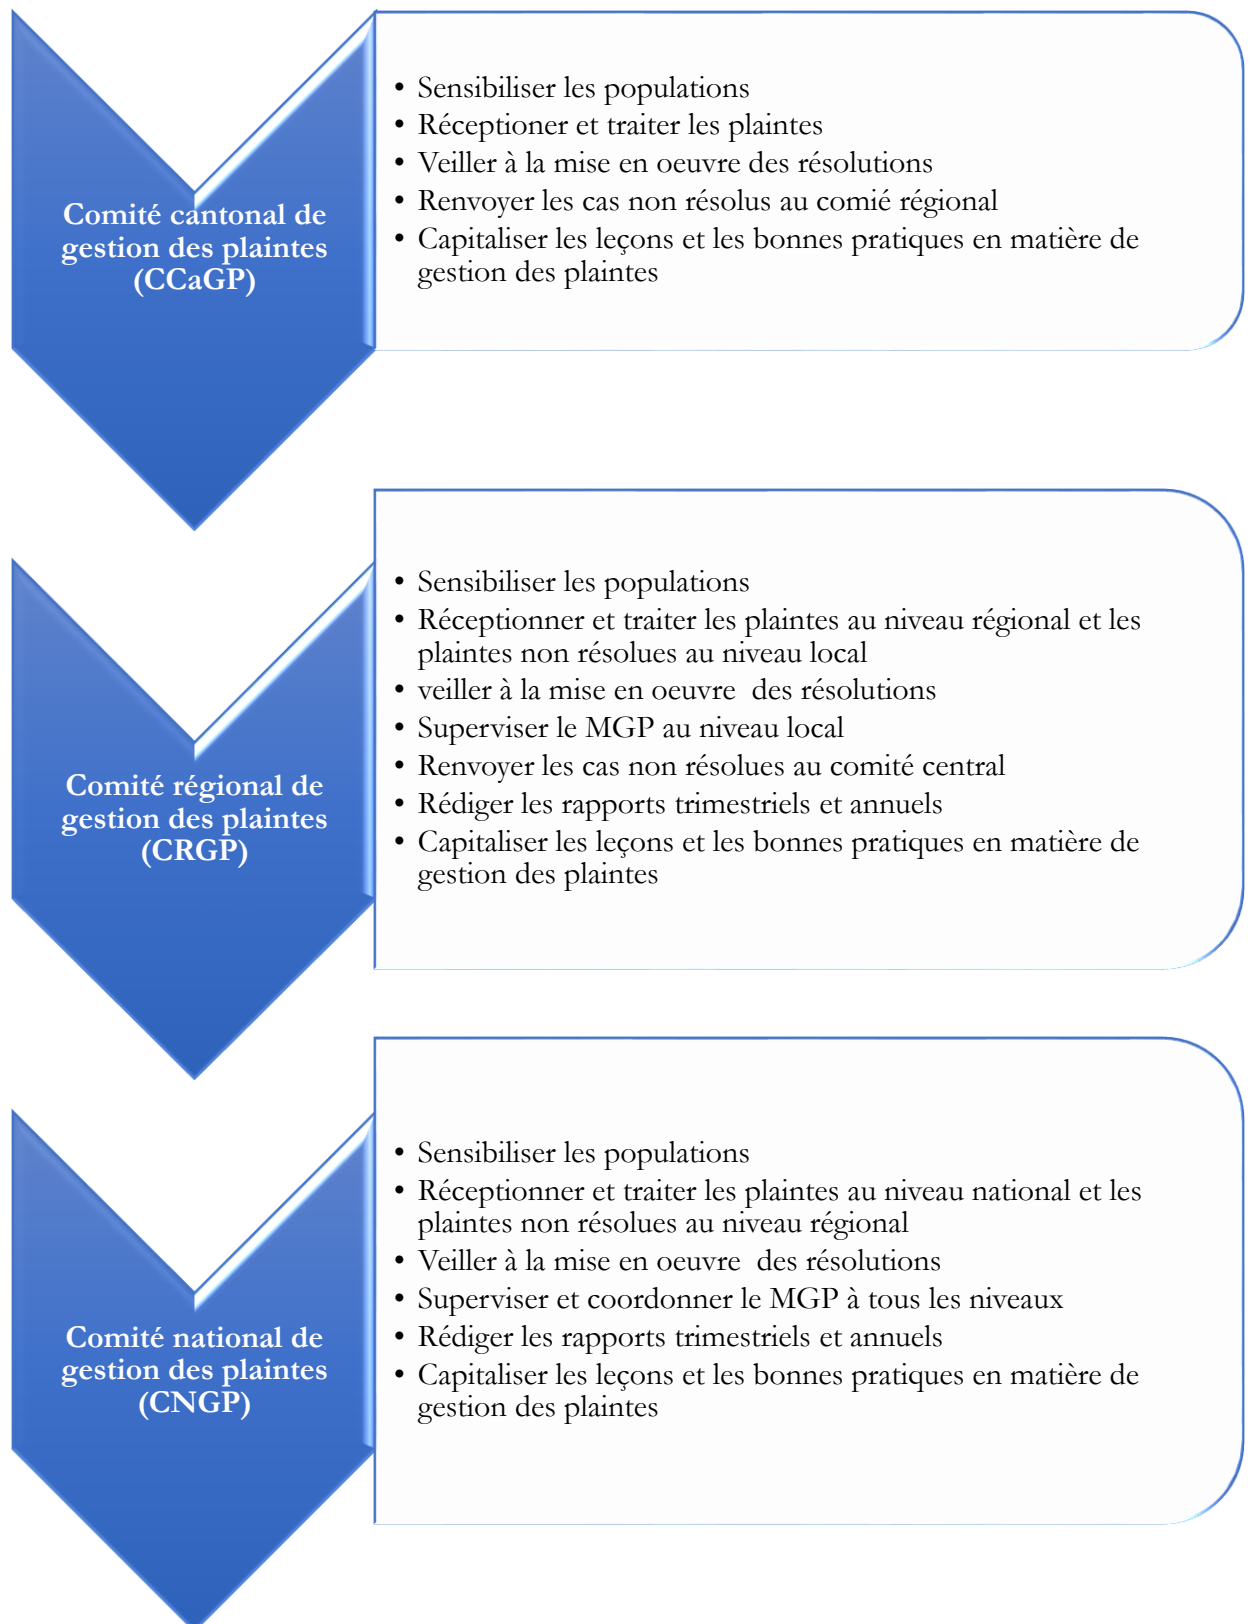 Comité cantonal de
gestion des plaintes
(CCaGP)
• Sensibiliser les populations
• Réceptioner et traiter les plaintes
• Veiller à la mise en oeuvre des résolutions
• Renvoyer les cas non résolus au comié régional
• Capitaliser les leçons et les bonnes pratiques en matière de
gestion des plaintes
Comité régional de
gestion des plaintes
(CRGP)
• Sensibiliser les populations
• Réceptionner et traiter les plaintes au niveau régional et les
plaintes non résolues au niveau local
• veiller à la mise en oeuvre  des résolutions
• Superviser le MGP au niveau local
• Renvoyer les cas non résolues au comité central
• Rédiger les rapports trimestriels et annuels
• Capitaliser les leçons et les bonnes pratiques en matière de
gestion des plaintes
Comité national de
gestion des plaintes
(CNGP)
• Sensibiliser les populations
• Réceptionner et traiter les plaintes au niveau national et les
plaintes non résolues au niveau régional
• Veiller à la mise en oeuvre  des résolutions
• Superviser et coordonner le MGP à tous les niveaux
• Rédiger les rapports trimestriels et annuels
• Capitaliser les leçons et les bonnes pratiques en matière de
gestion des plaintes